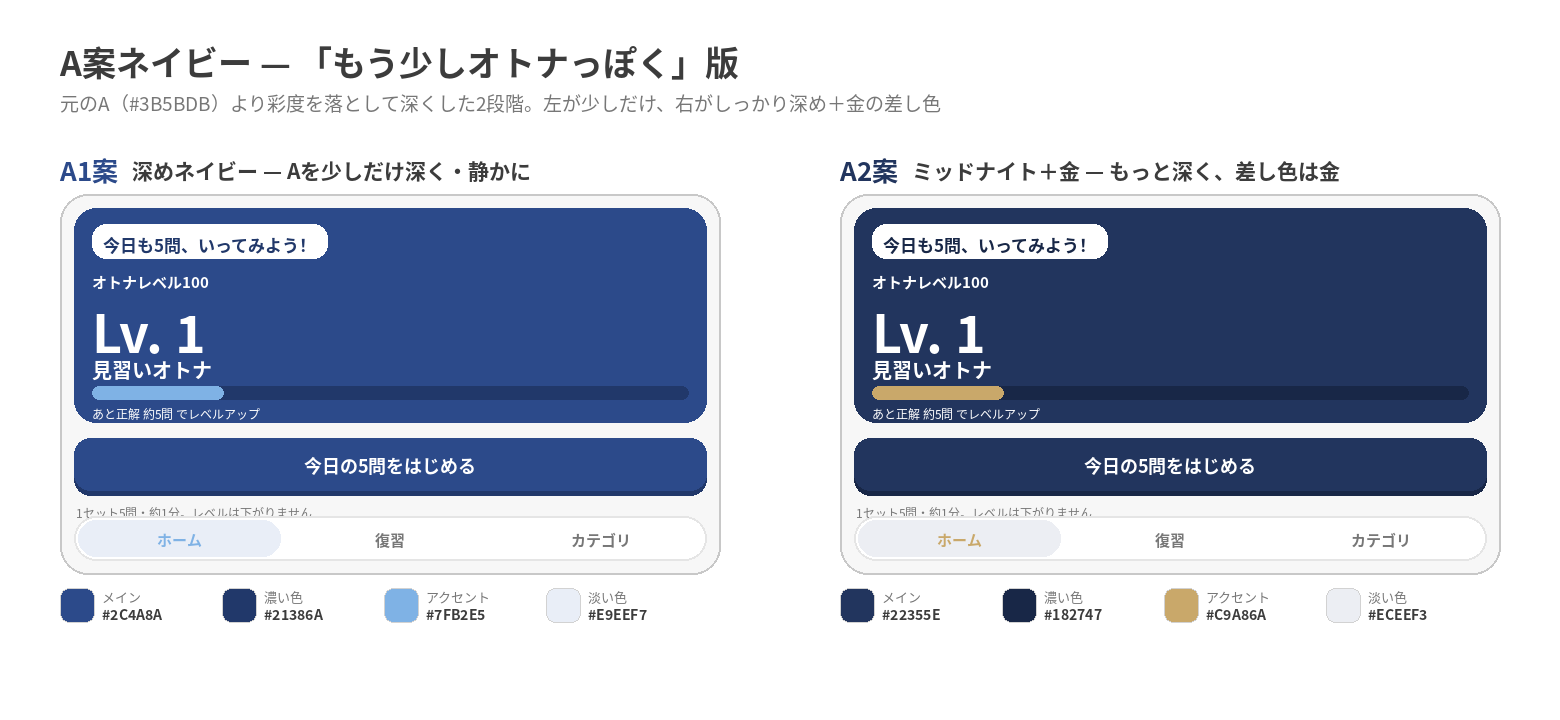 A案ネイビー — 「もう少しオトナっぽく」版
元のA（#3B5BDB）より彩度を落として深くした2段階。左が少しだけ、右がしっかり深め＋金の差し色
A1案 深めネイビー — Aを少しだけ深く・静かに
今日も5問、いってみよう！
オトナレベル100
Lv. 1
見習いオトナ
あと正解 約5問 でレベルアップ
今日の5問をはじめる
1セット5問・約1分。レベルは下がりません
ホーム 復習 カテゴリ
メイン 濃い色 アクセント 淡い色
#2C4A8A #21386A #7FB2E5 #E9EEF7
A2案 ミッドナイト＋金 — もっと深く、差し色は金
今日も5問、いってみよう！
オトナレベル100
Lv. 1
見習いオトナ
あと正解 約5問 でレベルアップ
今日の5問をはじめる
1セット5問・約1分。レベルは下がりません
ホーム 復習 カテゴリ
メイン 濃い色 アクセント 淡い色
#22355E #182747 #C9A86A #ECEEF3